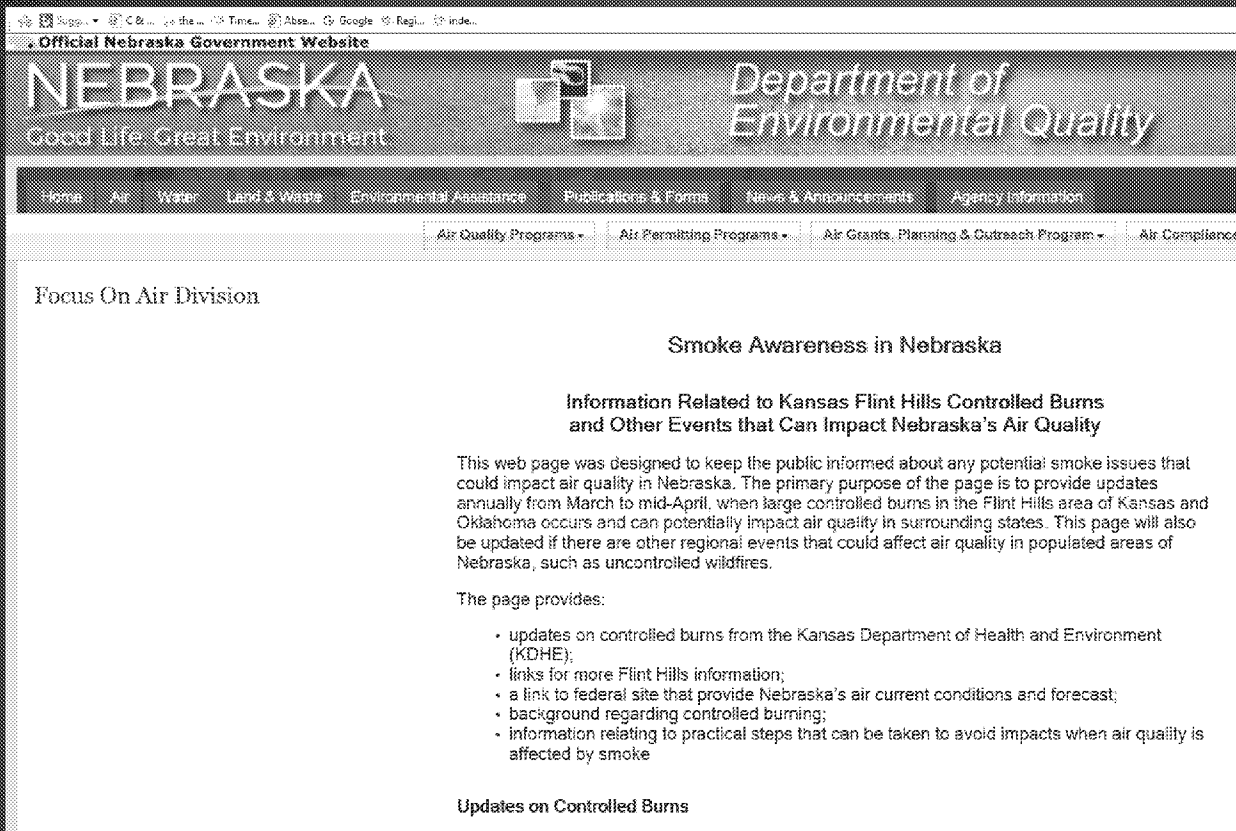 Sugg... C & ... the ... Time... Abse... Google Regi... inde...
Official Nebraska Government Website
NEBRASKA
Good Life. Great Environment
Department of
Environmental Quality
Home Air Water Land & Waste Environmental Assistance Publications & Forms News & Announcements Agency Information
Air Quality Programs Air Permitting Programs Air Grants, Planning & Outreach Program Air Compliance
Focus On Air Division
Smoke Awareness in Nebraska
Information Related to Kansas Flint Hills Controlled Burns
and Other Events that Can Impact Nebraska's Air Quality
This web page was designed to keep the public informed about any potential smoke issues that
could impact air quality in Nebraska. The primary purpose of the page is to provide updates
annually from March to mid-April, when large controlled burns in the Flint Hills area of Kansas and
Oklahoma occurs and can potentially impact air quality in surrounding states. This page will also
be updated if there are other regional events that could affect air quality in populated areas of
Nebraska, such as uncontrolled wildfires.
The page provides:
• updates on controlled burns from the Kansas Department of Health and Environment
(KDHE);
• links for more Flint Hills information;
• a link to federal site that provide Nebraska's air current conditions and forecast;
• background regarding controlled burning;
• information relating to practical steps that can be taken to avoid impacts when air quality is
affected by smoke
Updates on Controlled Burns